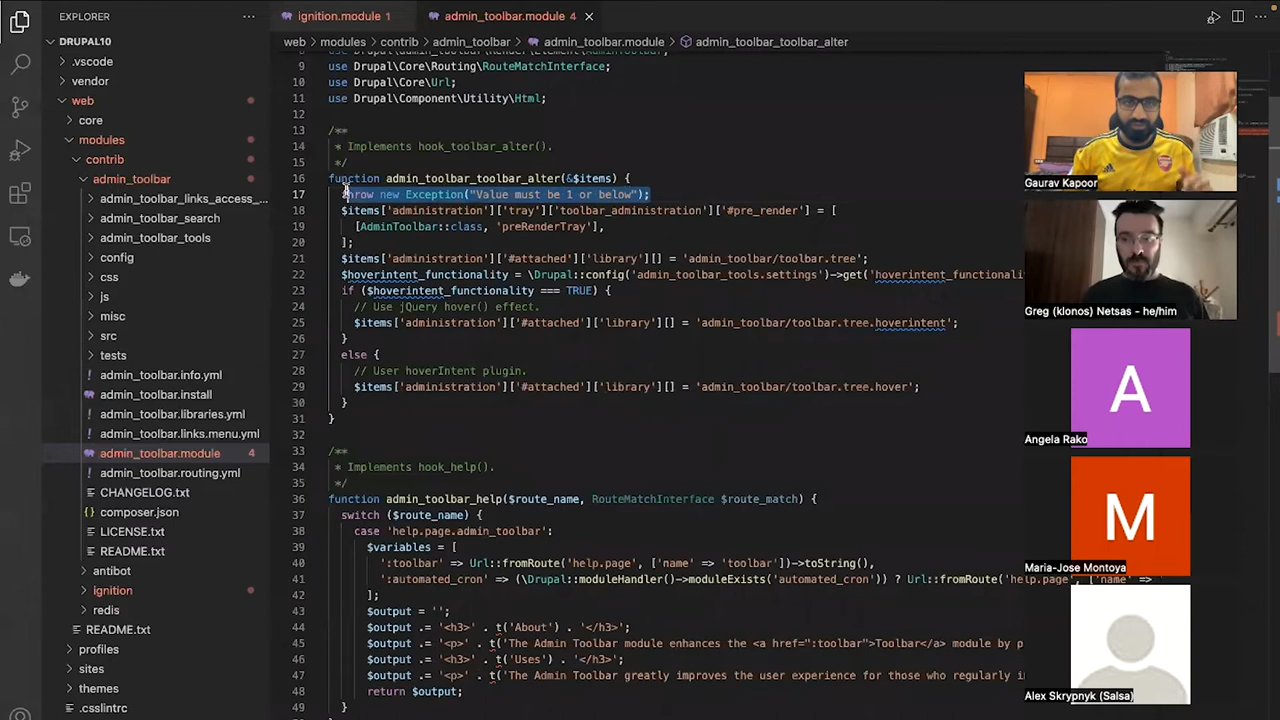 EXPLORER
DRUPAL10
.vscode
vendor
web
core
modules
contrib
admin_toolbar
admin_toolbar_links_access_...
admin_toolbar_search
admin_toolbar_tools
config
css
js
misc
src
tests
admin_toolbar.info.yml
admin_toolbar.install
admin_toolbar.libraries.yml
admin_toolbar.links.menu.yml
admin_toolbar.module 4
admin_toolbar.routing.yml
CHANGELOG.txt
composer.json
LICENSE.txt
README.txt
antibot
ignition
redis
README.txt
profiles
sites
themes
.csslintrc
ignition.module 1 admin_toolbar.module 4
web > modules > contrib > admin_toolbar > admin_toolbar.module > admin_toolbar_toolbar_alter
9 use Drupal\Core\Routing\RouteMatchInterface;
10 use Drupal\Core\Url;
11 use Drupal\Component\Utility\Html;
12
13 /**
14 * Implements hook_toolbar_alter().
15 */
16 function admin_toolbar_toolbar_alter(&$items) {
17 throw new Exception("Value must be 1 or below");
18 $items['administration']['tray']['toolbar_administration']['#pre_render'] = [
19 [AdminToolbar::class, 'preRenderTray'],
20 ];
21 $items['administration']['#attached']['library'][] = 'admin_toolbar/toolbar.tree';
22 $hoverintent_functionality = \Drupal::config('admin_toolbar_tools.settings')->get('hoverintent_functionali
23 if ($hoverintent_functionality === TRUE) {
24 // Use jQuery hover() effect.
25 $items['administration']['#attached']['library'][] = 'admin_toolbar/toolbar.tree.hoverintent';
26 }
27 else {
28 // User hoverIntent plugin.
29 $items['administration']['#attached']['library'][] = 'admin_toolbar/toolbar.tree.hover';
30 }
31 }
32
33 /**
34 * Implements hook_help().
35 */
36 function admin_toolbar_help($route_name, RouteMatchInterface $route_match) {
37 switch ($route_name) {
38 case 'help.page.admin_toolbar':
39 $variables = [
40 ':toolbar' => Url::fromRoute('help.page', ['name' => 'toolbar'])->toString(),
41 ':automated_cron' => (\Drupal::moduleHandler()->moduleExists('automated_cron')) ? Url::fromRoute('help.page', ['name' =>
42 ];
43 $output = '';
44 $output .= '<h3>' . t('About') . '</h3>';
45 $output .= '<p>' . t('The Admin Toolbar module enhances the <a href=":toolbar">Toolbar</a> module by p
46 $output .= '<h3>' . t('Uses') . '</h3>';
47 $output .= '<p>' . t('The Admin Toolbar greatly improves the user experience for those who regularly in
48 return $output;
49 }
Gaurav Kapoor
Greg (klonos) Netsas - he/him
A
Angela Rako
M
Maria-Jose Montoya
Alex Skrypnyk (Salsa)